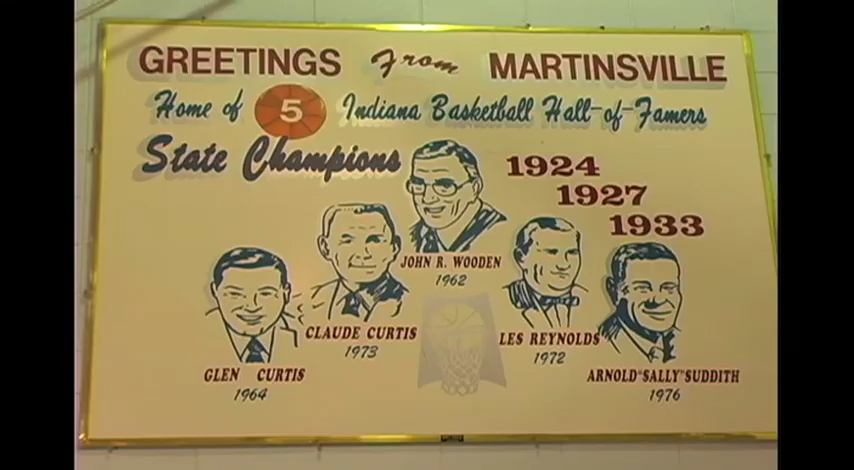 GREETINGS From MARTINSVILLE
Home of 5 Indiana Basketball Hall-of-Famers
State Champions 1924
1927
1933
JOHN R. WOODEN
1962
CLAUDE CURTIS
1973
LES REYNOLDS
1972
GLEN CURTIS
1964
ARNOLD "SALLY" SUDDITH
1976